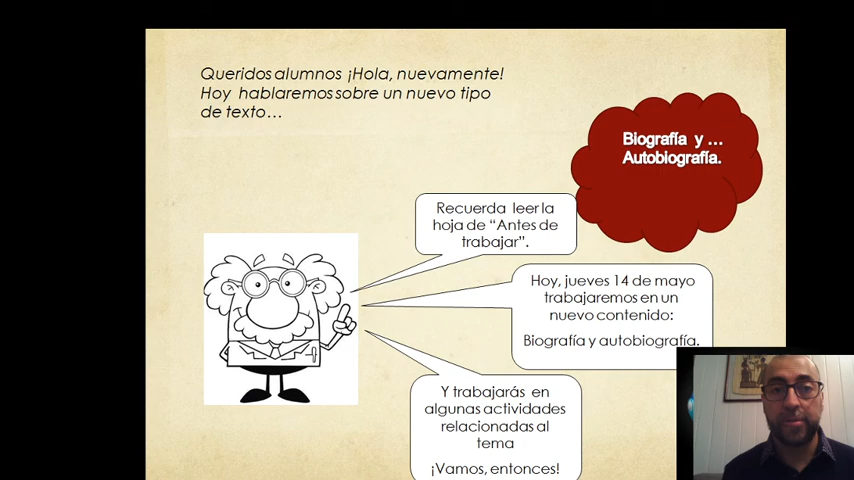 Queridos alumnos ¡Hola, nuevamente!
Hoy hablaremos sobre un nuevo tipo
de texto…
Biografía y …
Autobiografía.
Recuerda leer la
hoja de “Antes de
trabajar”.
Hoy, jueves 14 de mayo
trabajaremos en un
nuevo contenido:
Biografía y autobiografía.
Y trabajarás en
algunas actividades
relacionadas al
tema
¡Vamos, entonces!